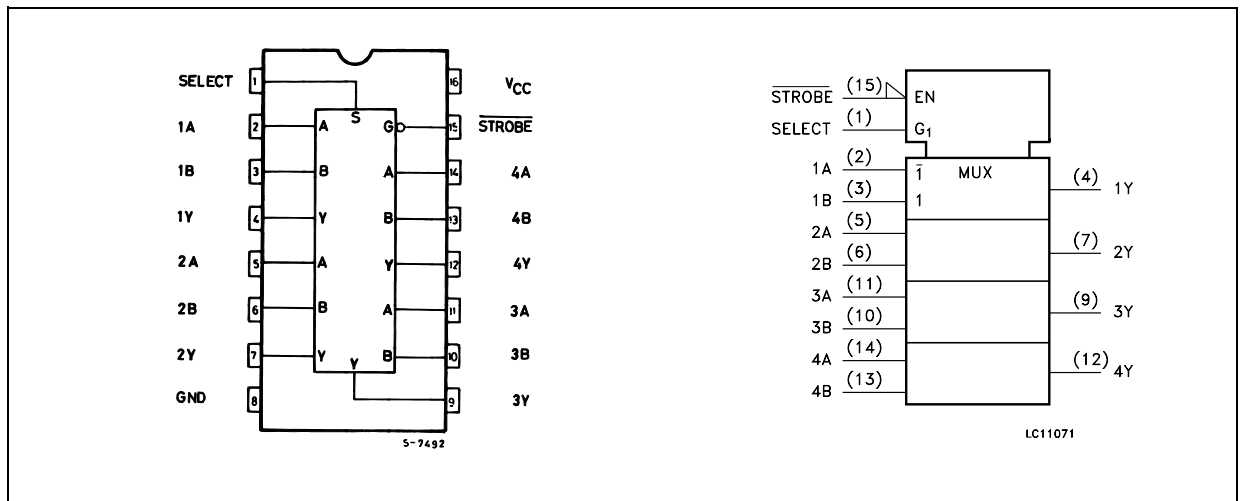 SELECT 1 16 VCC
S
1A 2 A G 15 STROBE
1B 3 B A 14 4A
1Y 4 Y B 13 4B
2A 5 A Y 12 4Y
2B 6 B A 11 3A
2Y 7 Y Y B 10 3B
GND 8 9 3Y
S-7492
STROBE (15) EN
SELECT (1) G1
MUX
1A (2) 1̅ (4) 1Y
1B (3) 1
2A (5)
(7) 2Y
2B (6)
3A (11)
(9) 3Y
3B (10)
4A (14)
(12) 4Y
4B (13)
LC11071